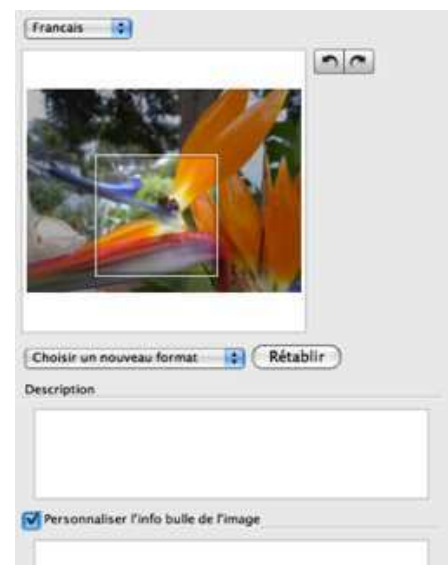 Francais
Choisir un nouveau format Rétablir
Description
Personnaliser l'info bulle de l'image